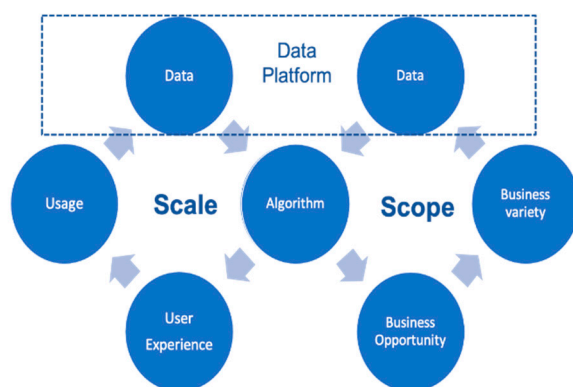 Data
Data
Platform
Data
Usage
Scale
Algorithm
Scope
Business
variety
User
Experience
Business
Opportunity